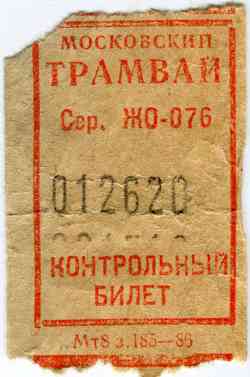 МОСКОВСКИЙ
ТРАМВАЙ
Сер. ЖО-076
012620
КОНТРОЛЬНЫЙ
БИЛЕТ
Мт8 з.185—86